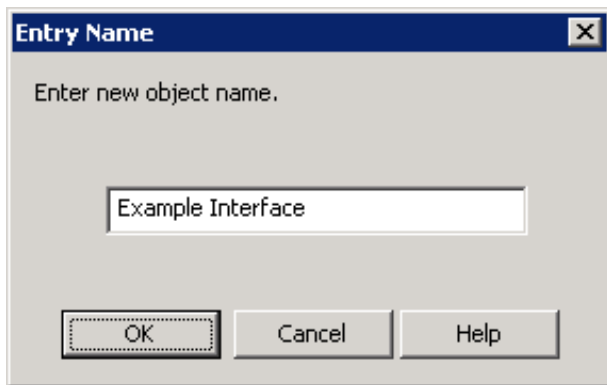 Entry Name
Enter new object name.
Example Interface
OK Cancel Help